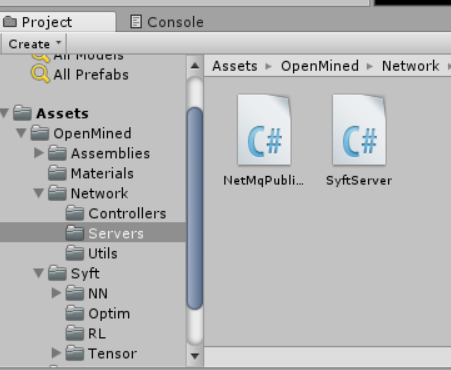 Project
Console
Create
All Models
All Prefabs
Assets
OpenMined
Assemblies
Materials
Network
Controllers
Servers
Utils
Syft
NN
Optim
RL
Tensor
Assets OpenMined Network
C# C#
NetMqPubli... SyftServer